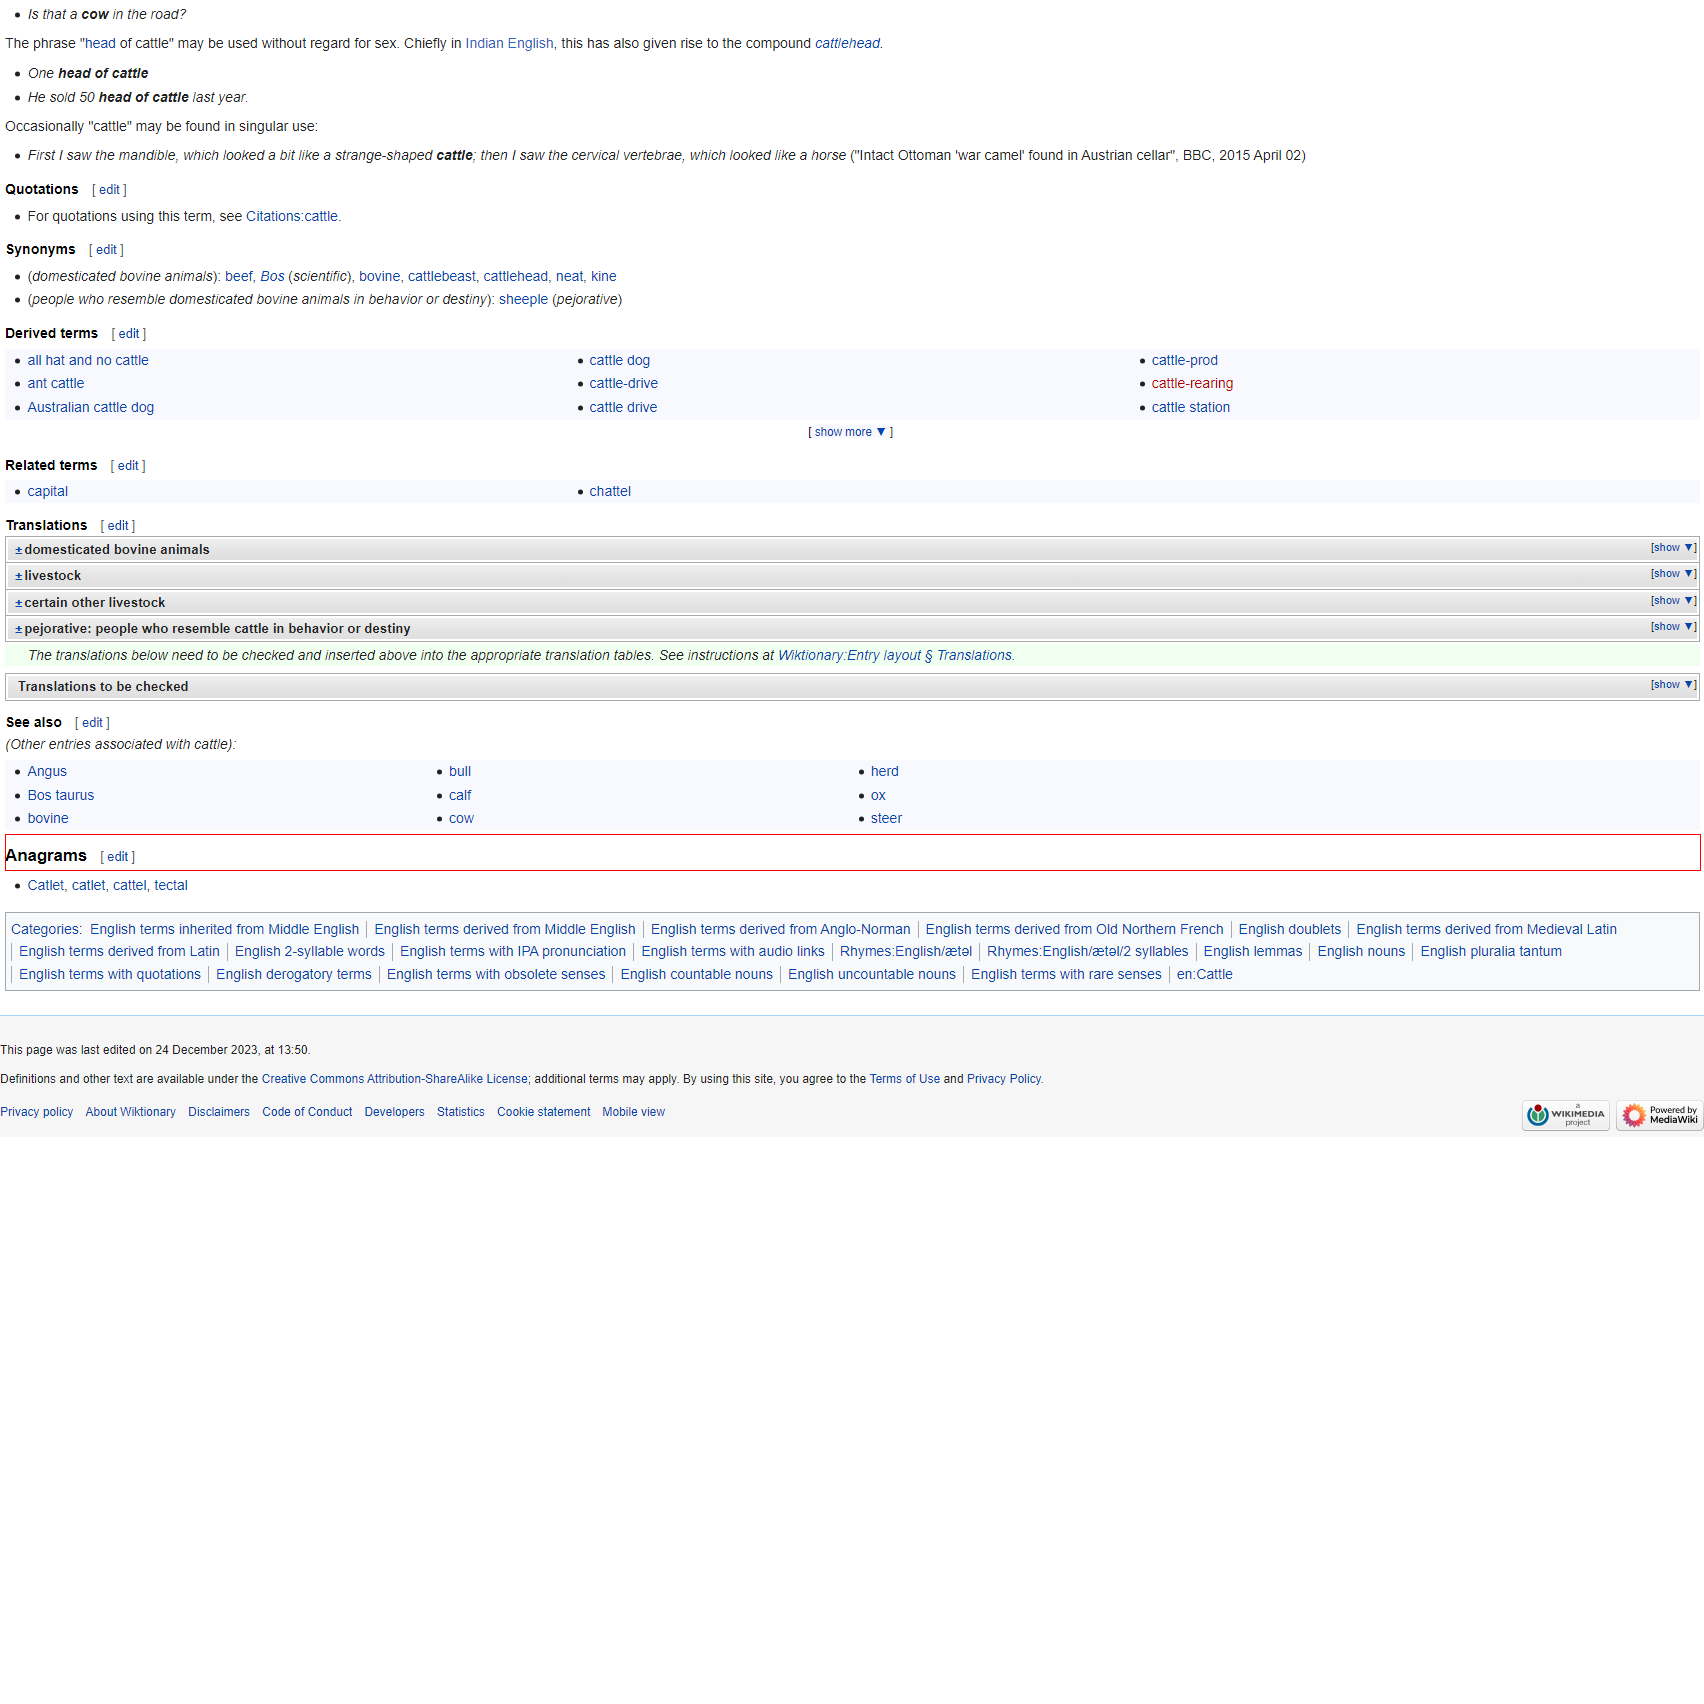 Is that a cow in the road?
The phrase "head of cattle" may be used without regard for sex. Chiefly in Indian English, this has also given rise to the compound cattlehead.
One head of cattle
He sold 50 head of cattle last year.
Occasionally "cattle" may be found in singular use:
First I saw the mandible, which looked a bit like a strange-shaped cattle; then I saw the cervical vertebrae, which looked like a horse ("Intact Ottoman 'war camel' found in Austrian cellar", BBC, 2015 April 02)
Quotations [ edit ]
For quotations using this term, see Citations:cattle.
Synonyms [ edit ]
(domesticated bovine animals): beef, Bos (scientific), bovine, cattlebeast, cattlehead, neat, kine
(people who resemble domesticated bovine animals in behavior or destiny): sheeple (pejorative)
Derived terms [ edit ]
all hat and no cattle
ant cattle
Australian cattle dog
cattle dog
cattle-drive
cattle drive
cattle-prod
cattle-rearing
cattle station
[ show more ▼ ]
Related terms [ edit ]
capital
chattel
Translations [ edit ]
± domesticated bovine animals [show ▼]
± livestock [show ▼]
± certain other livestock [show ▼]
± pejorative: people who resemble cattle in behavior or destiny [show ▼]
The translations below need to be checked and inserted above into the appropriate translation tables. See instructions at Wiktionary:Entry layout § Translations.
Translations to be checked [show ▼]
See also [ edit ]
(Other entries associated with cattle):
Angus
Bos taurus
bovine
bull
calf
cow
herd
ox
steer
Anagrams [ edit ]
Catlet, catlet, cattel, tectal
Categories: English terms inherited from Middle English | English terms derived from Middle English | English terms derived from Anglo-Norman | English terms derived from Old Northern French | English doublets | English terms derived from Medieval Latin
| English terms derived from Latin | English 2-syllable words | English terms with IPA pronunciation | English terms with audio links | Rhymes:English/ætəl | Rhymes:English/ætəl/2 syllables | English lemmas | English nouns | English pluralia tantum
| English terms with quotations | English derogatory terms | English terms with obsolete senses | English countable nouns | English uncountable nouns | English terms with rare senses | en:Cattle
This page was last edited on 24 December 2023, at 13:50.
Definitions and other text are available under the Creative Commons Attribution-ShareAlike License; additional terms may apply. By using this site, you agree to the Terms of Use and Privacy Policy.
Privacy policy About Wiktionary Disclaimers Code of Conduct Developers Statistics Cookie statement Mobile view
a
WIKIMEDIA
project
Powered by
MediaWiki